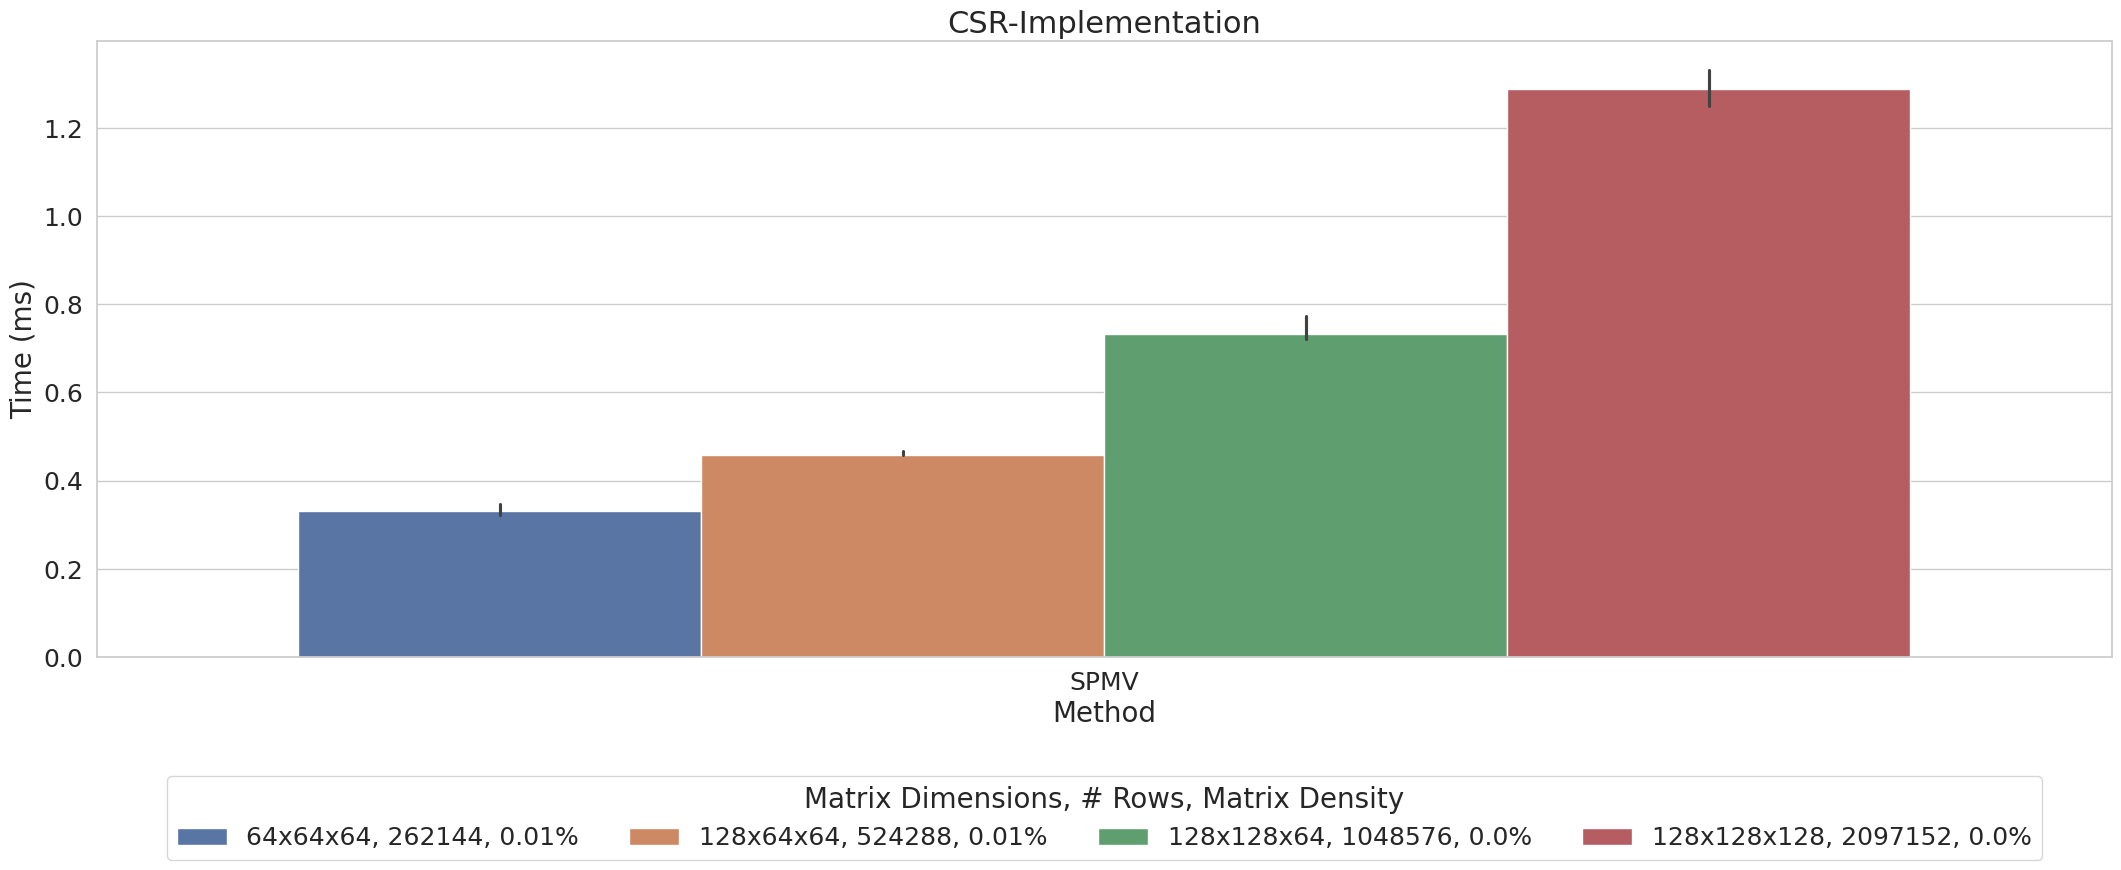 CSR-Implementation
1.2
1.0
0.8
0.6
0.4
0.2
0.0
Time (ms)
SPMV
Method
Matrix Dimensions, # Rows, Matrix Density
64x64x64, 262144, 0.01%
128x64x64, 524288, 0.01%
128x128x64, 1048576, 0.0%
128x128x128, 2097152, 0.0%